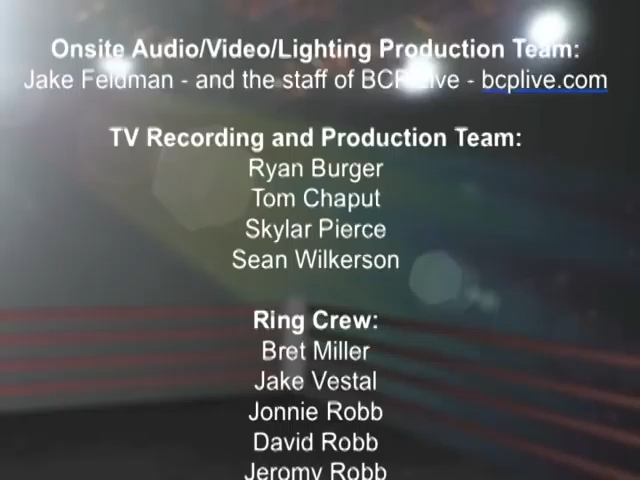 Onsite Audio/Video/Lighting Production Team:
Jake Feldman - and the staff of BCP Live - bcplive.com
TV Recording and Production Team:
Ryan Burger
Tom Chaput
Skylar Pierce
Sean Wilkerson
Ring Crew:
Bret Miller
Jake Vestal
Jonnie Robb
David Robb
Jeromy Robb